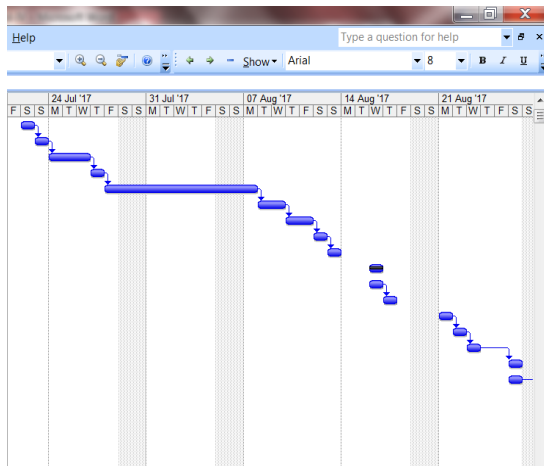 Help
Type a question for help
Show Arial 8 B I U
24 Jul '17 31 Jul '17 07 Aug '17 14 Aug '17 21 Aug '17
F S S M T W T F S S M T W T F S S M T W T F S S M T W T F S S M T W T F S S